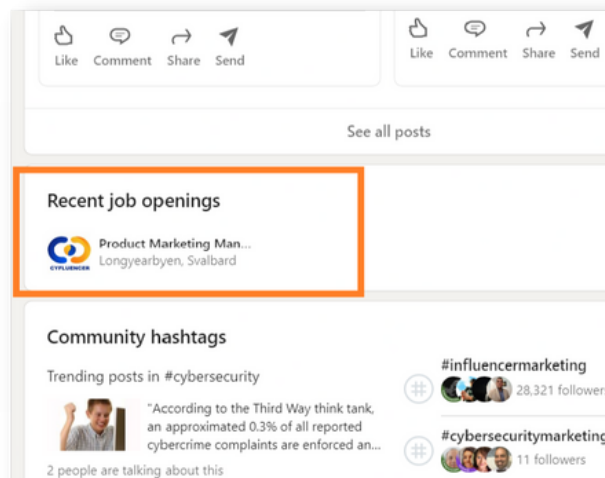 Like Comment Share Send
Like Comment Share Send
See all posts
Recent job openings
Product Marketing Man...
Longyearbyen, Svalbard
CYFLUENCER
Community hashtags
Trending posts in #cybersecurity
"According to the Third Way think tank,
an approximated 0.3% of all reported
cybercrime complaints are enforced an...
2 people are talking about this
#influencermarketing
28,321 followers
#cybersecuritymarketing
11 followers